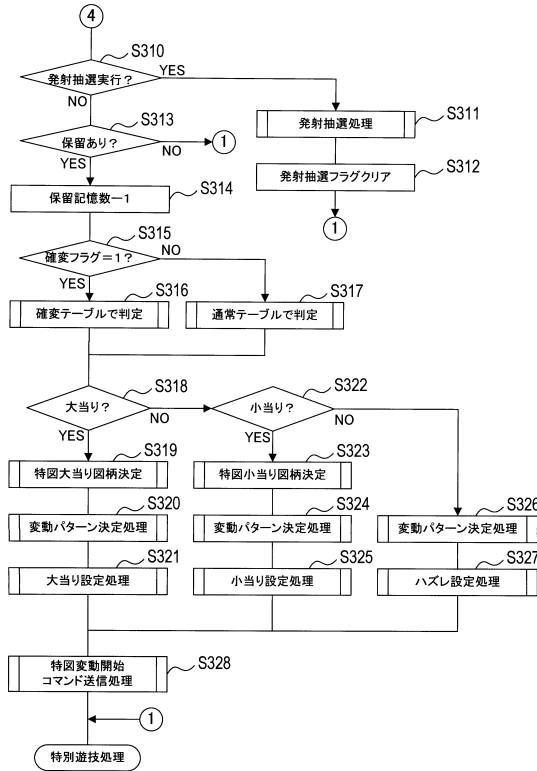 4
S310
発射抽選実行？
YES
NO
S311
発射抽選処理
S313
保留あり？
NO
1
YES
S312
発射抽選フラグクリア
1
S314
保留記憶数－1
S315
確変フラグ＝1？
NO
YES
S316
確変テーブルで判定
S317
通常テーブルで判定
S318
大当り？
NO
YES
S322
小当り？
NO
YES
S319
特図大当り図柄決定
S323
特図小当り図柄決定
S320
変動パターン決定処理
S324
変動パターン決定処理
S326
変動パターン決定処理
S321
大当り設定処理
S325
小当り設定処理
S327
ハズレ設定処理
S328
特図変動開始
コマンド送信処理
1
特別遊技処理